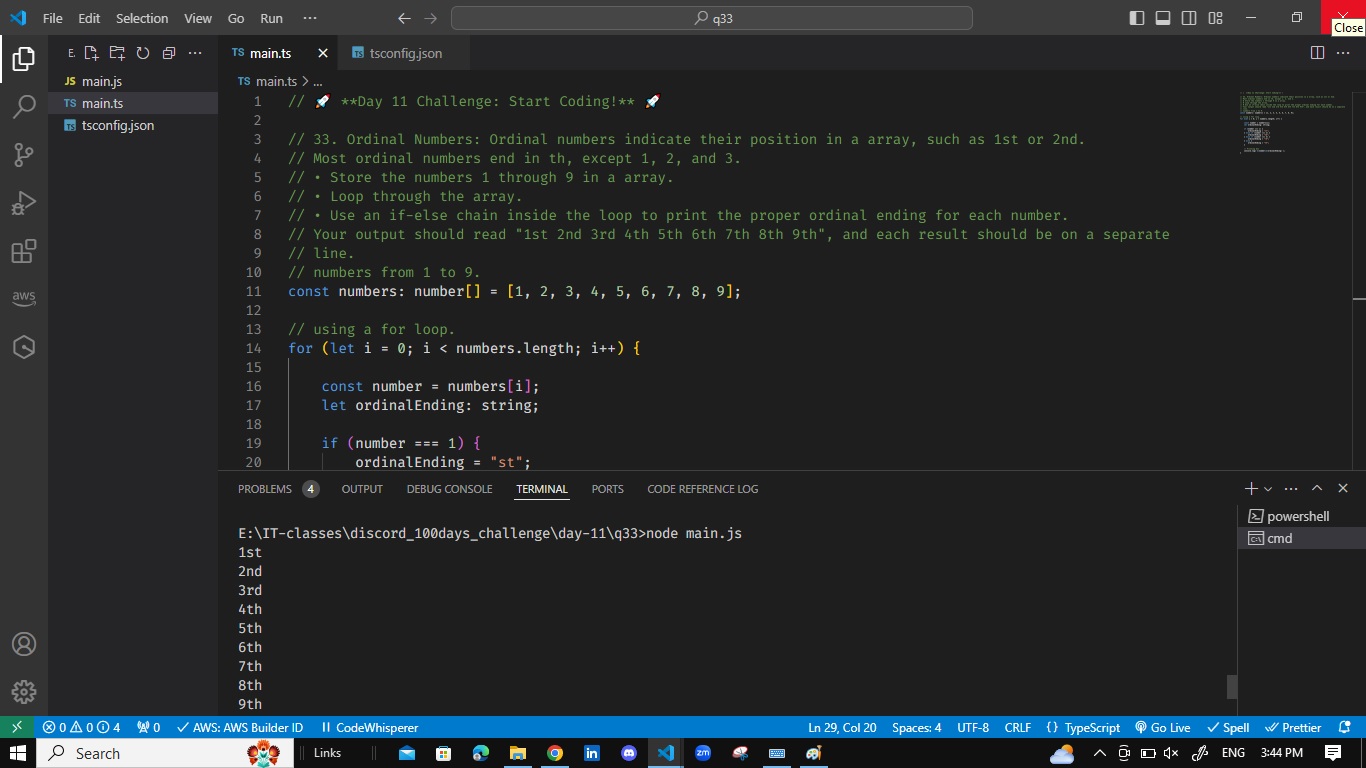 File Edit Selection View Go Run ··· q33
Close
E. ···
JS main.js
TS main.ts
TS tsconfig.json
TS main.ts × TS tsconfig.json ···
TS main.ts > ...
1 // 🚀 **Day 11 Challenge: Start Coding!** 🚀
2
3 // 33. Ordinal Numbers: Ordinal numbers indicate their position in a array, such as 1st or 2nd.
4 // Most ordinal numbers end in th, except 1, 2, and 3.
5 // • Store the numbers 1 through 9 in a array.
6 // • Loop through the array.
7 // • Use an if-else chain inside the loop to print the proper ordinal ending for each number.
8 // Your output should read "1st 2nd 3rd 4th 5th 6th 7th 8th 9th", and each result should be on a separate
9 // line.
10 // numbers from 1 to 9.
11 const numbers: number[] = [1, 2, 3, 4, 5, 6, 7, 8, 9];
12
13 // using a for loop.
14 for (let i = 0; i < numbers.length; i++) {
15
16 const number = numbers[i];
17 let ordinalEnding: string;
18
19 if (number === 1) {
20 ordinalEnding = "st";
aws
PROBLEMS 4 OUTPUT DEBUG CONSOLE TERMINAL PORTS CODE REFERENCE LOG
powershell
cmd
E:\IT-classes\discord_100days_challenge\day-11\q33>node main.js
1st
2nd
3rd
4th
5th
6th
7th
8th
9th
0 0 4 0 AWS: AWS Builder ID CodeWhisperer Ln 29, Col 20 Spaces: 4 UTF-8 CRLF {} TypeScript Go Live Spell Prettier
Search Links in zm ENG 3:44 PM